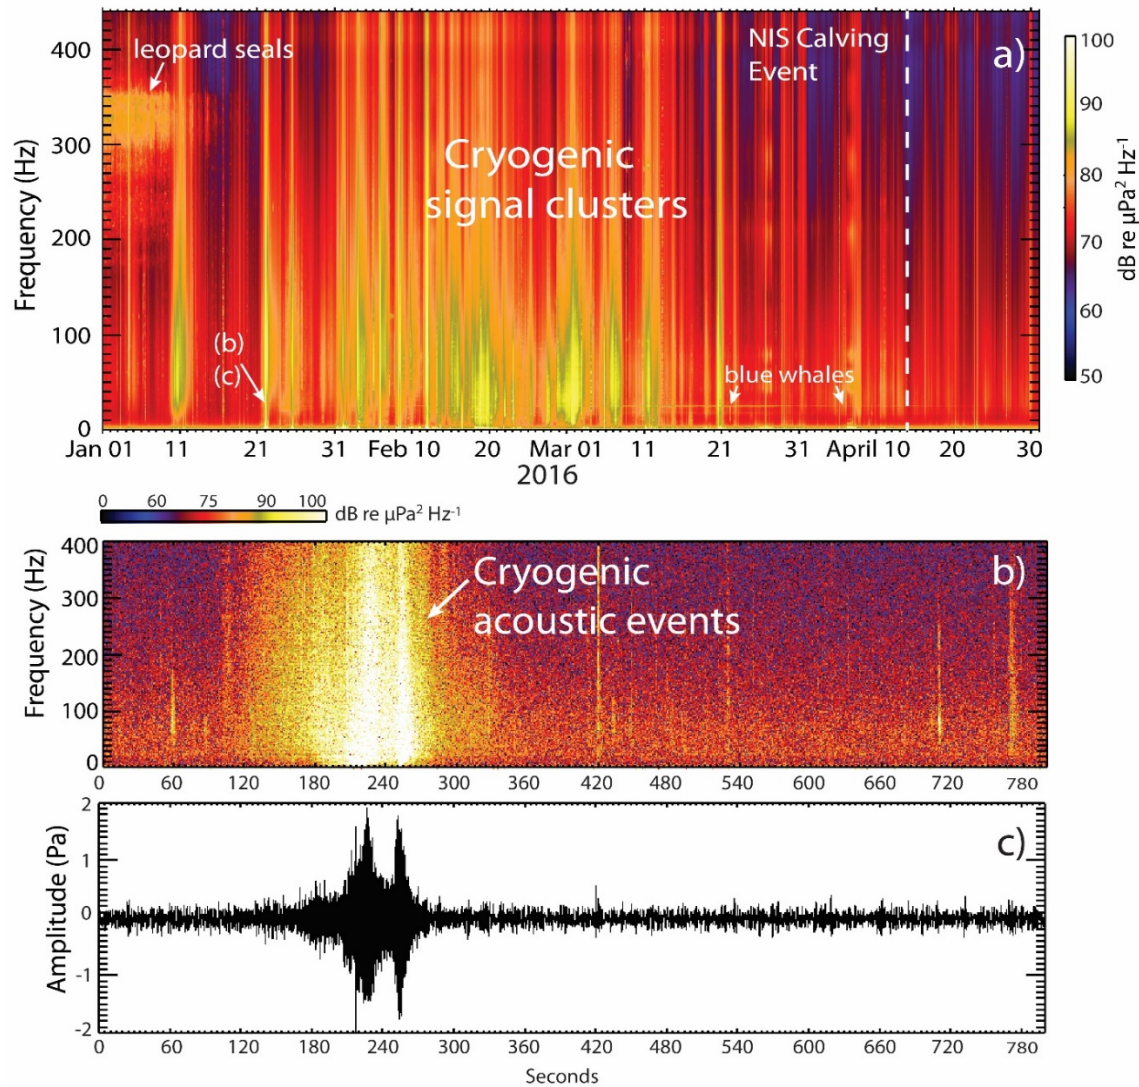 400
300
200
100
0
Frequency (Hz)
leopard seals
NIS Calving
Event
a)
Cryogenic
signal clusters
(b)
(c)
blue whales
Jan 01 11 21 31 Feb 10 20 Mar 01 11 21 31 April 10 20 30
2016
100
90
80
70
60
50
dB re µPa² Hz⁻¹
0 60 75 90 100
dB re µPa² Hz⁻¹
400
300
200
100
0
Frequency (Hz)
Cryogenic
acoustic events
b)
0 60 120 180 240 300 360 420 480 540 600 660 720 780
2
1
0
-1
-2
Amplitude (Pa)
c)
0 60 120 180 240 300 360 420 480 540 600 660 720 780
Seconds